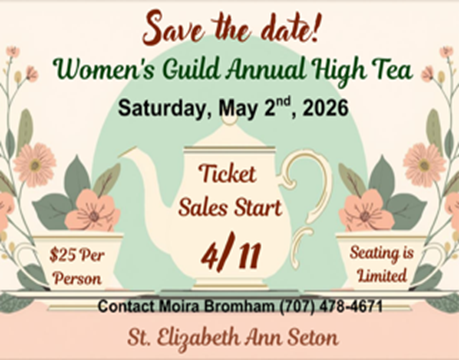 Save the date!
Women's Guild Annual High Tea
Saturday, May 2nd, 2026
Ticket
Sales Start
4/11
$25 Per
Person
Seating is
Limited
Contact Moira Bromham (707) 478-4671
St. Elizabeth Ann Seton